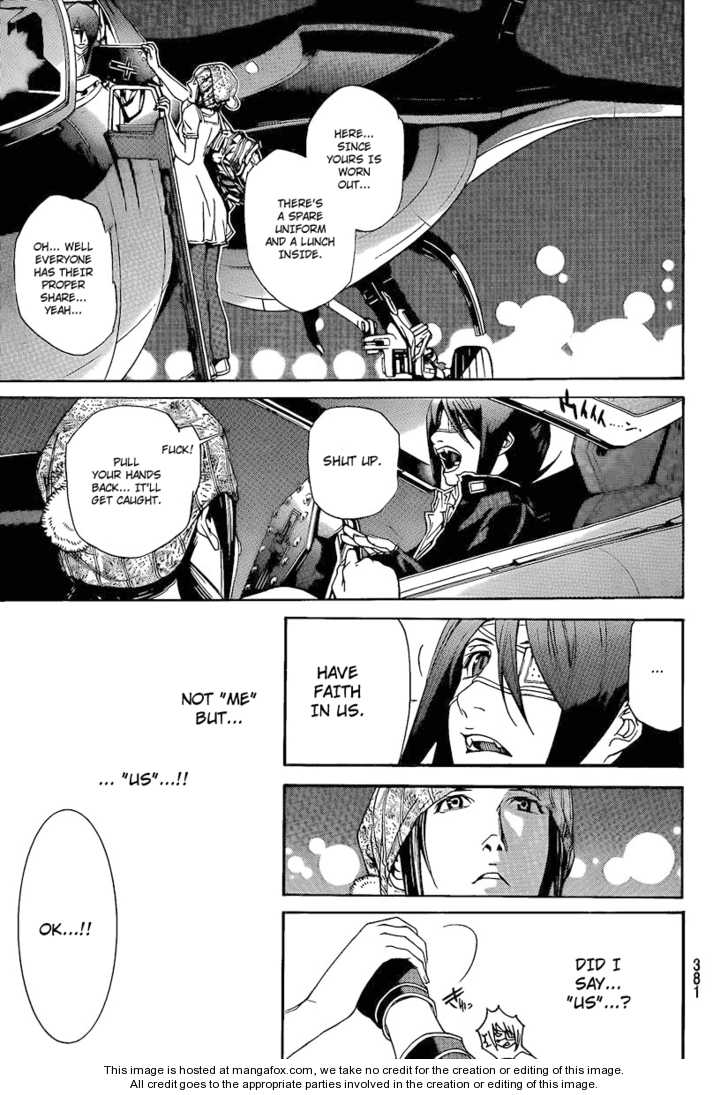 HERE...
SINCE
YOURS IS
WORN
OUT...
THERE'S
A SPARE
UNIFORM
AND A LUNCH
INSIDE.
OH... WELL
EVERYONE
HAS THEIR
PROPER
SHARE...
YEAH...
SHUT UP.
FUCK!
PULL
YOUR HANDS
BACK... IT'LL
GET CAUGHT.
...
HAVE
FAITH
IN US.
NOT "ME"
BUT...
... "US"...!!
OK...!!
DID I
SAY...
"US"...?
381
This image is hosted at mangafox.com, we take no credit for the creation or editing of this image.
All credit goes to the appropriate parties involved in the creation or editing of this image.